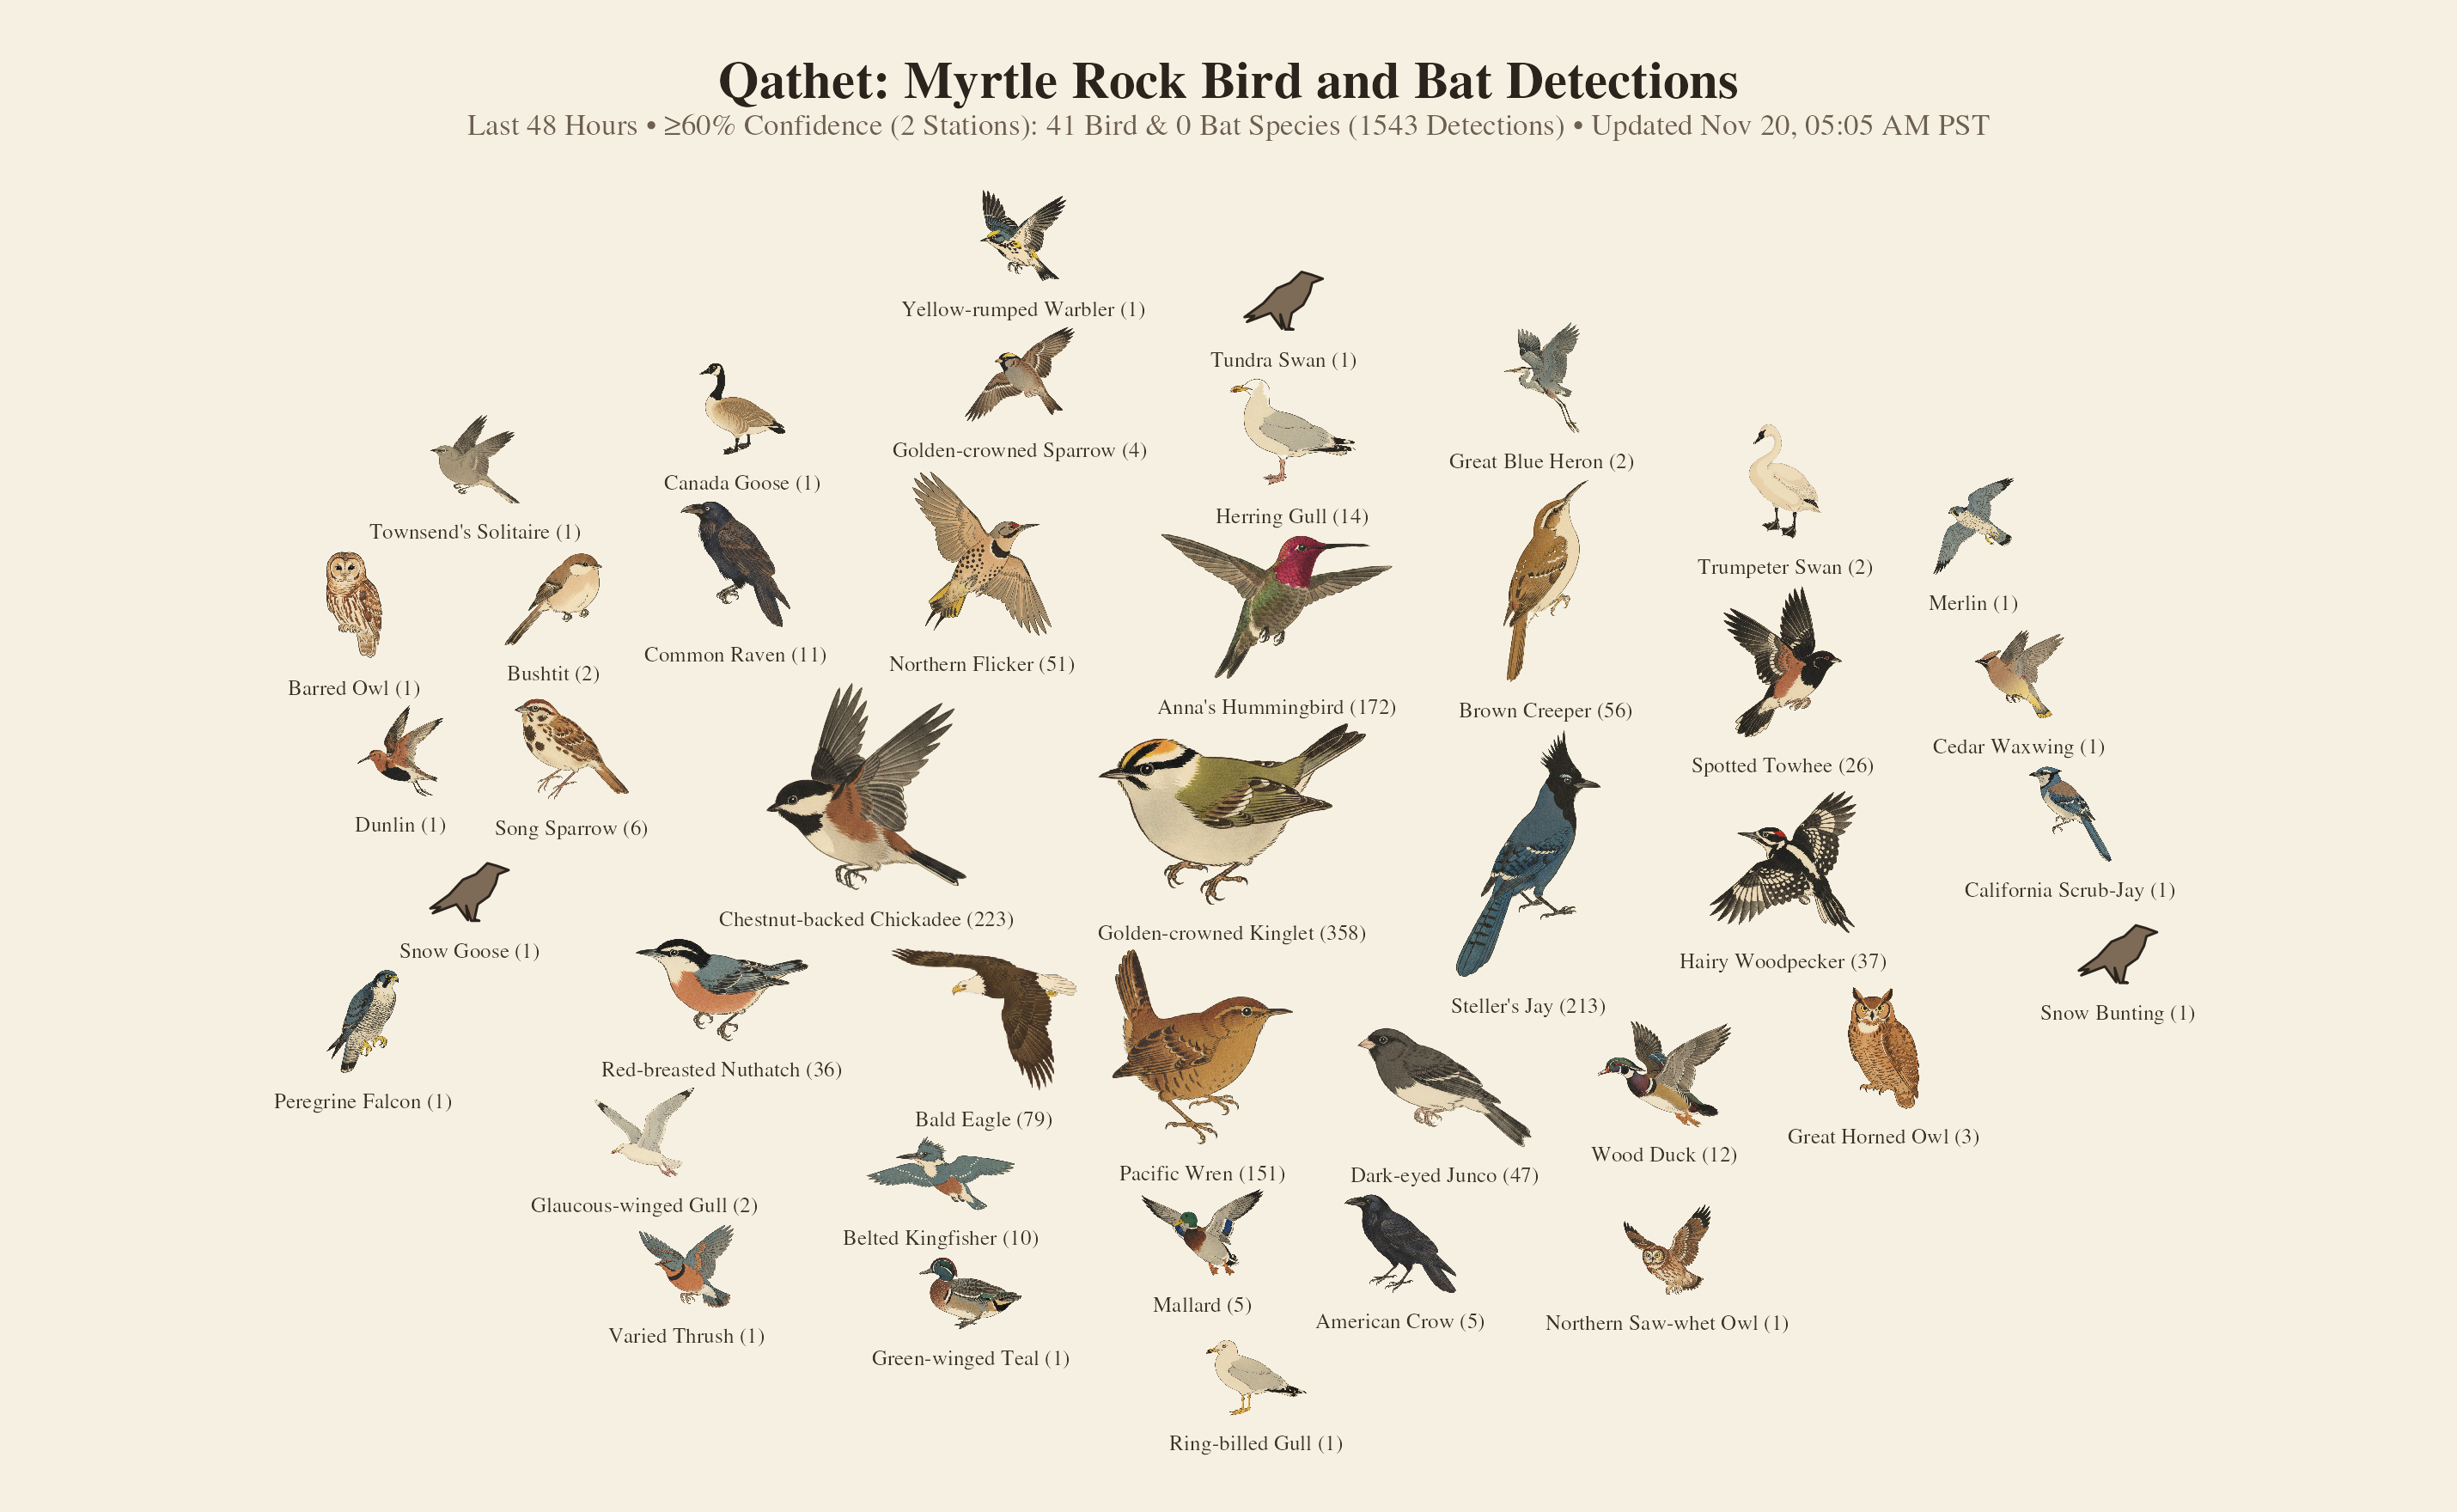 Qathet: Myrtle Rock Bird and Bat Detections
Last 48 Hours • ≥60% Confidence (2 Stations): 41 Bird & 0 Bat Species (1543 Detections) • Updated Nov 20, 05:05 AM PST
Yellow-rumped Warbler (1)
Tundra Swan (1)
Golden-crowned Sparrow (4)
Great Blue Heron (2)
Canada Goose (1)
Herring Gull (14)
Townsend's Solitaire (1)
Trumpeter Swan (2)
Merlin (1)
Common Raven (11)
Northern Flicker (51)
Bushtit (2)
Barred Owl (1)
Anna's Hummingbird (172)
Brown Creeper (56)
Cedar Waxwing (1)
Spotted Towhee (26)
Dunlin (1)
Song Sparrow (6)
California Scrub-Jay (1)
Chestnut-backed Chickadee (223)
Golden-crowned Kinglet (358)
Snow Goose (1)
Hairy Woodpecker (37)
Steller's Jay (213)
Snow Bunting (1)
Red-breasted Nuthatch (36)
Peregrine Falcon (1)
Bald Eagle (79)
Great Horned Owl (3)
Wood Duck (12)
Pacific Wren (151)
Dark-eyed Junco (47)
Glaucous-winged Gull (2)
Belted Kingfisher (10)
Mallard (5)
American Crow (5)
Northern Saw-whet Owl (1)
Varied Thrush (1)
Green-winged Teal (1)
Ring-billed Gull (1)